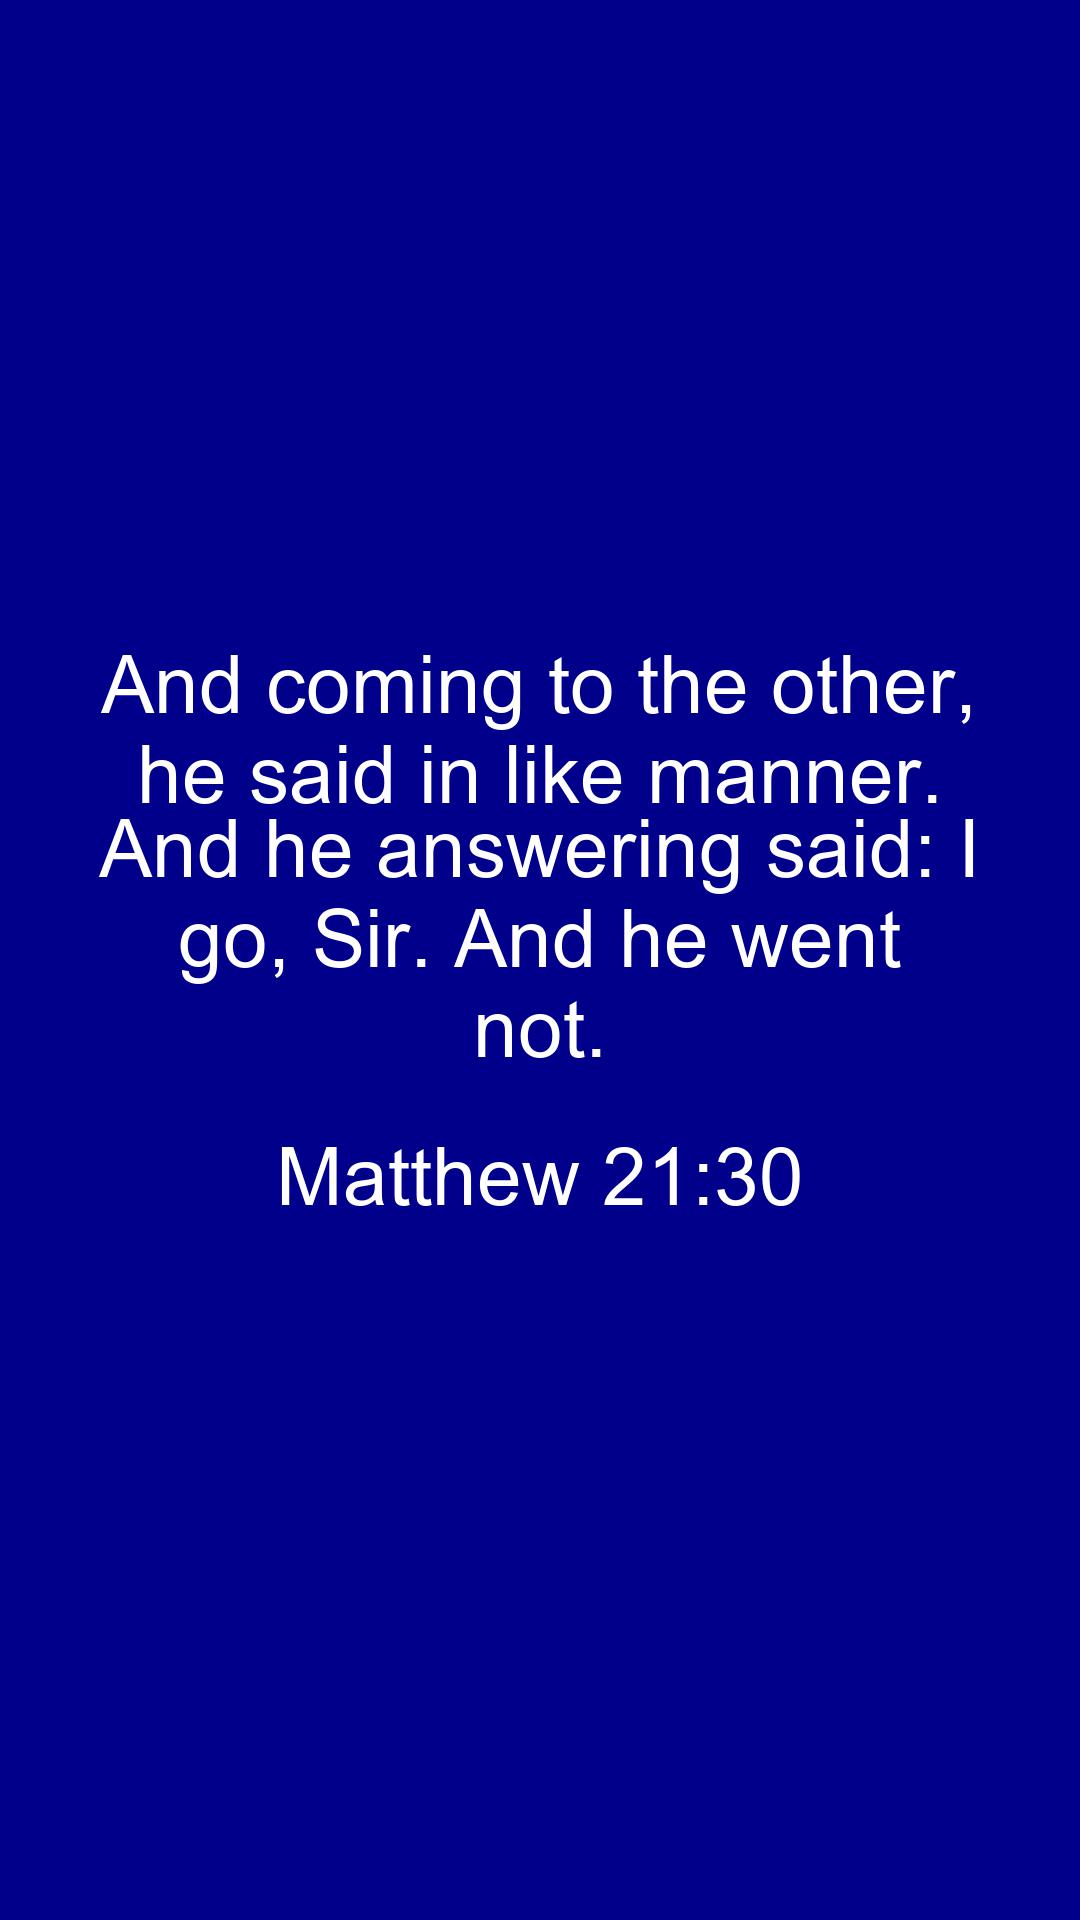 And coming to the other,
he said in like manner.
And he answering said: I
go, Sir. And he went
not.
Matthew 21:30